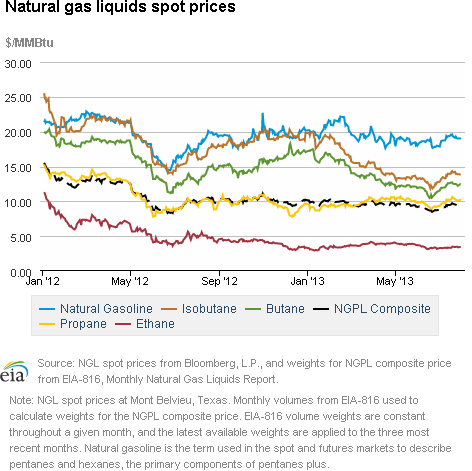 Natural gas liquids spot prices
$/MMBtu
30.00
25.00
20.00
15.00
10.00
5.00
0.00
Jan '12 May '12 Sep '12 Jan '13 May '13
Natural Gasoline Isobutane Butane NGPL Composite
Propane Ethane
eia
Source: NGL spot prices from Bloomberg, L.P., and weights for NGPL composite price
from EIA-816, Monthly Natural Gas Liquids Report.
Note: NGL spot prices at Mont Belvieu, Texas. Monthly volumes from EIA-816 used to
calculate weights for the NGPL composite price. EIA-816 volume weights are constant
throughout a given month, and the latest available weights are applied to the three most
recent months. Natural gasoline is the term used in the spot and futures markets to describe
pentanes and hexanes, the primary components of pentanes plus.